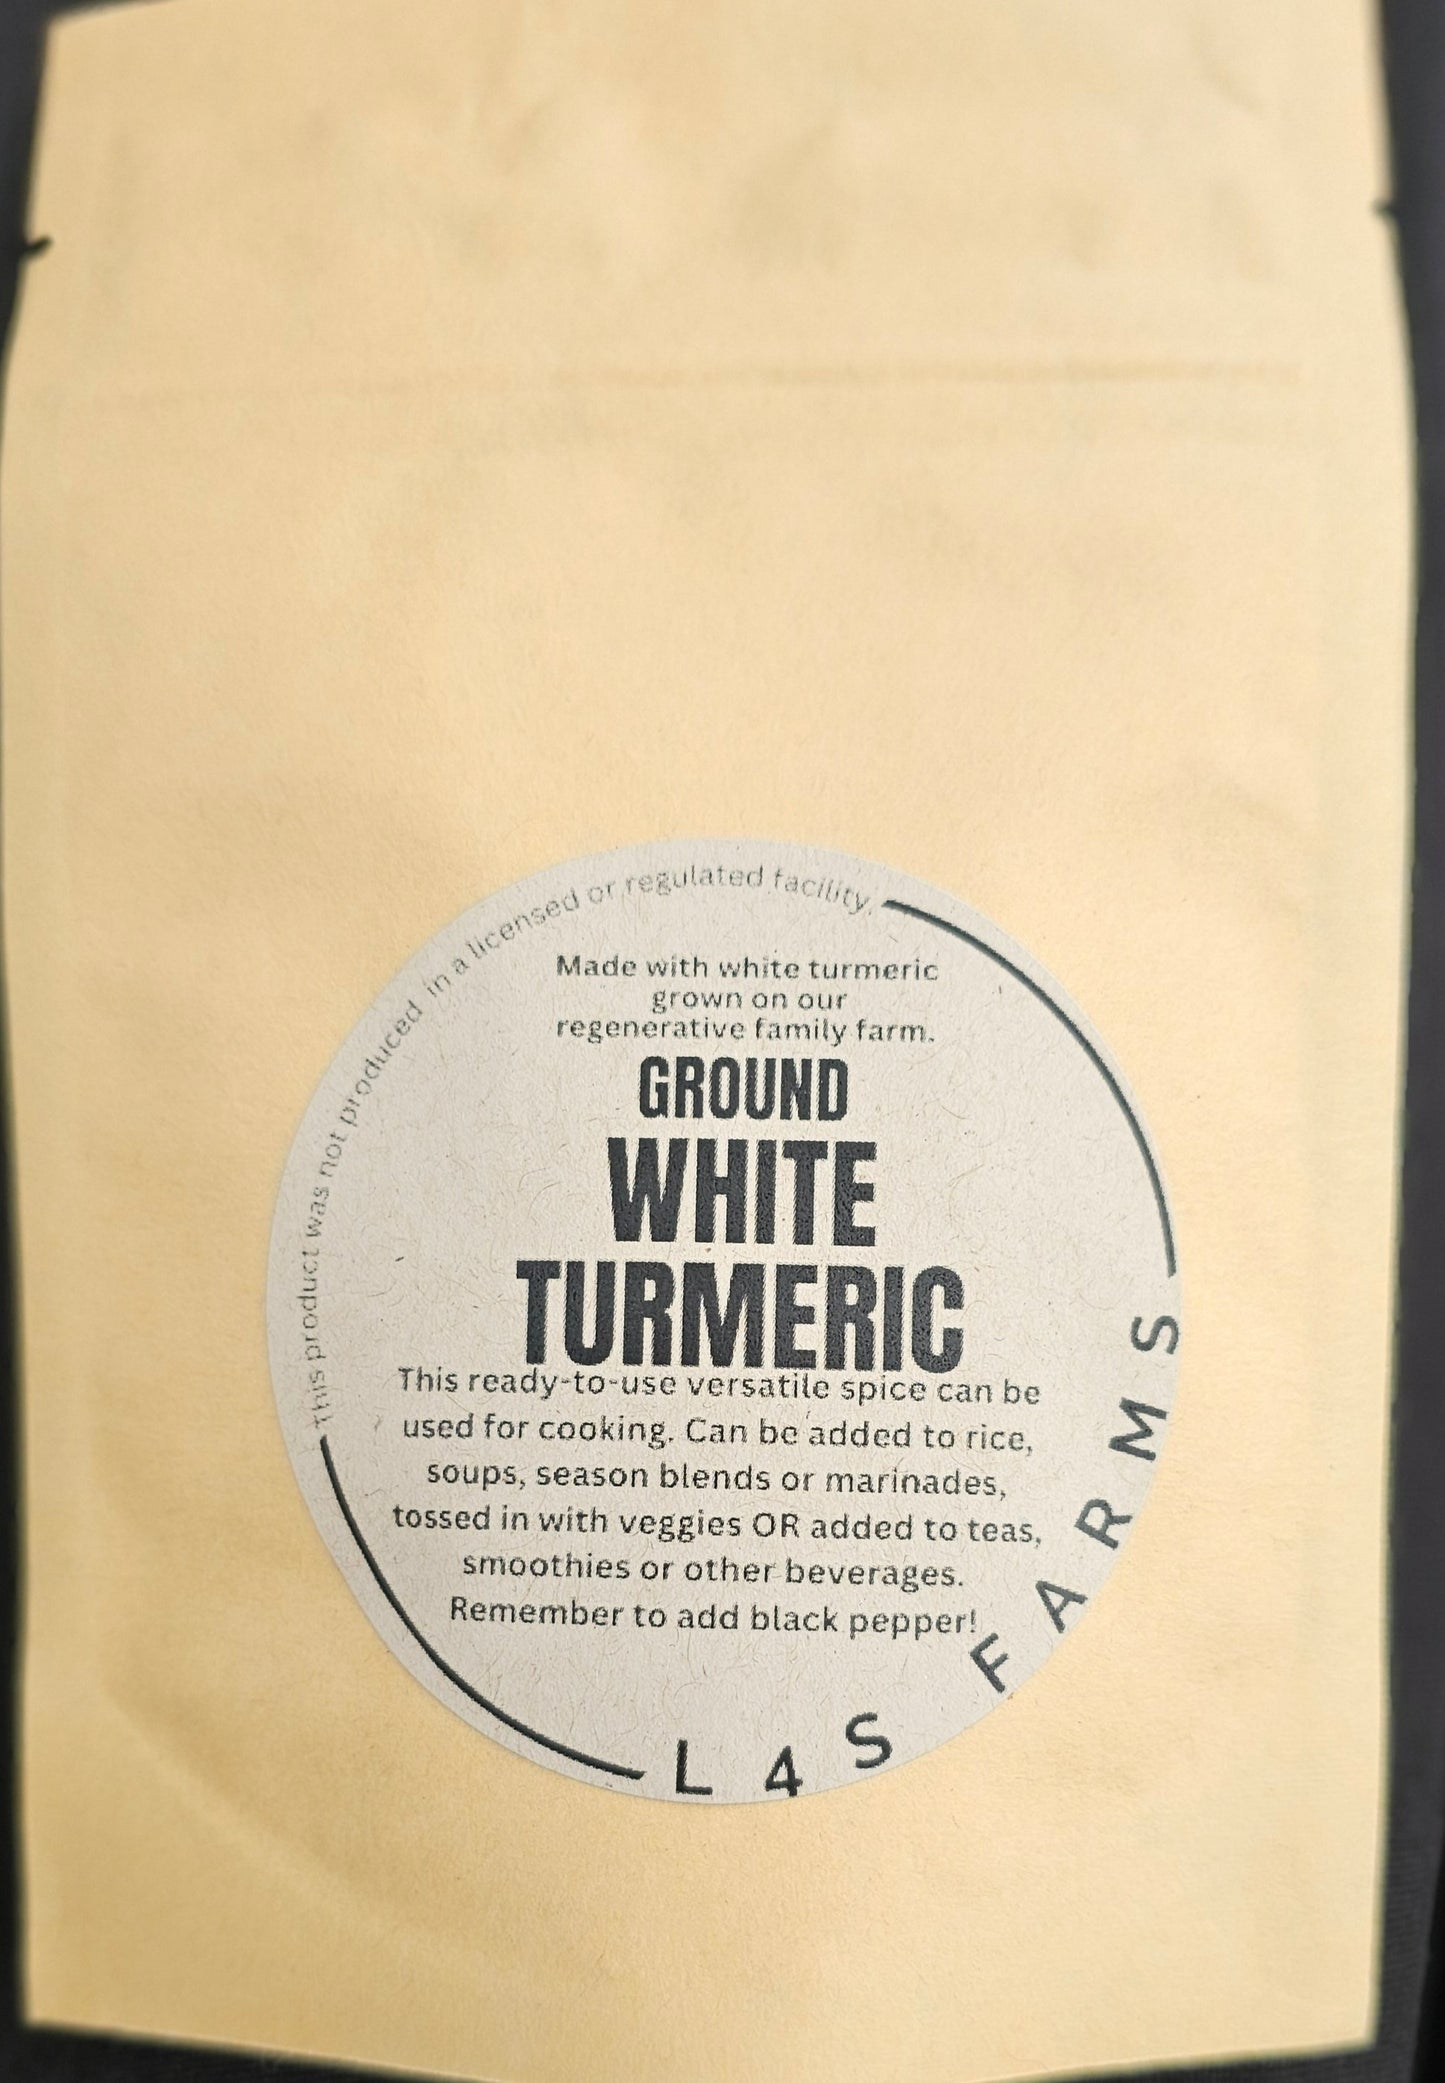 This product was not produced in a licensed or regulated facility.
Made with white turmeric
grown on our
regenerative family farm.
GROUND
WHITE
TURMERIC
This ready-to-use versatile spice can be
used for cooking. Can be added to rice,
soups, season blends or marinades,
tossed in with veggies OR added to teas,
smoothies or other beverages.
Remember to add black pepper!
L4S FARMS